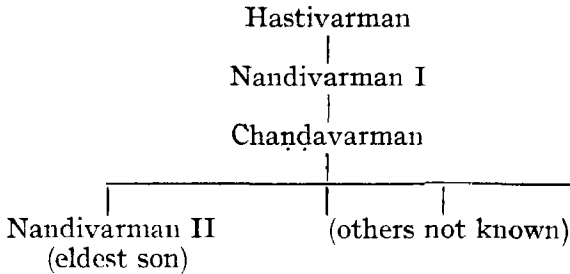 Hastivarman
Nandivarman I
Chaṇḍavarman
Nandivarman II (others not known)
(eldest son)